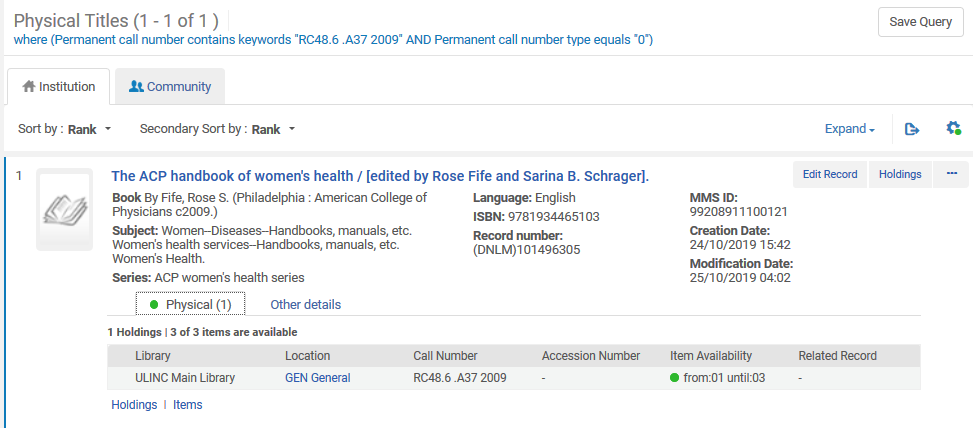 Physical Titles (1 - 1 of 1 )
Save Query
where (Permanent call number contains keywords "RC48.6 .A37 2009" AND Permanent call number type equals "0")
Institution
Community
Sort by : Rank
Secondary Sort by : Rank
Expand
1
The ACP handbook of women's health / [edited by Rose Fife and Sarina B. Schrager].
Edit Record
Holdings
Book By Fife, Rose S. (Philadelphia : American College of
Physicians c2009.)
Subject: Women--Diseases--Handbooks, manuals, etc.
Women's health services--Handbooks, manuals, etc.
Women's Health.
Series: ACP women's health series
Language: English
ISBN: 9781934465103
Record number:
(DNLM)101496305
MMS ID:
99208911100121
Creation Date:
24/10/2019 15:42
Modification Date:
25/10/2019 04:02
Physical (1)
Other details
1 Holdings | 3 of 3 items are available
Library Location Call Number Accession Number Item Availability Related Record
ULINC Main Library GEN General RC48.6 .A37 2009 - from:01 until:03 -
Holdings | Items